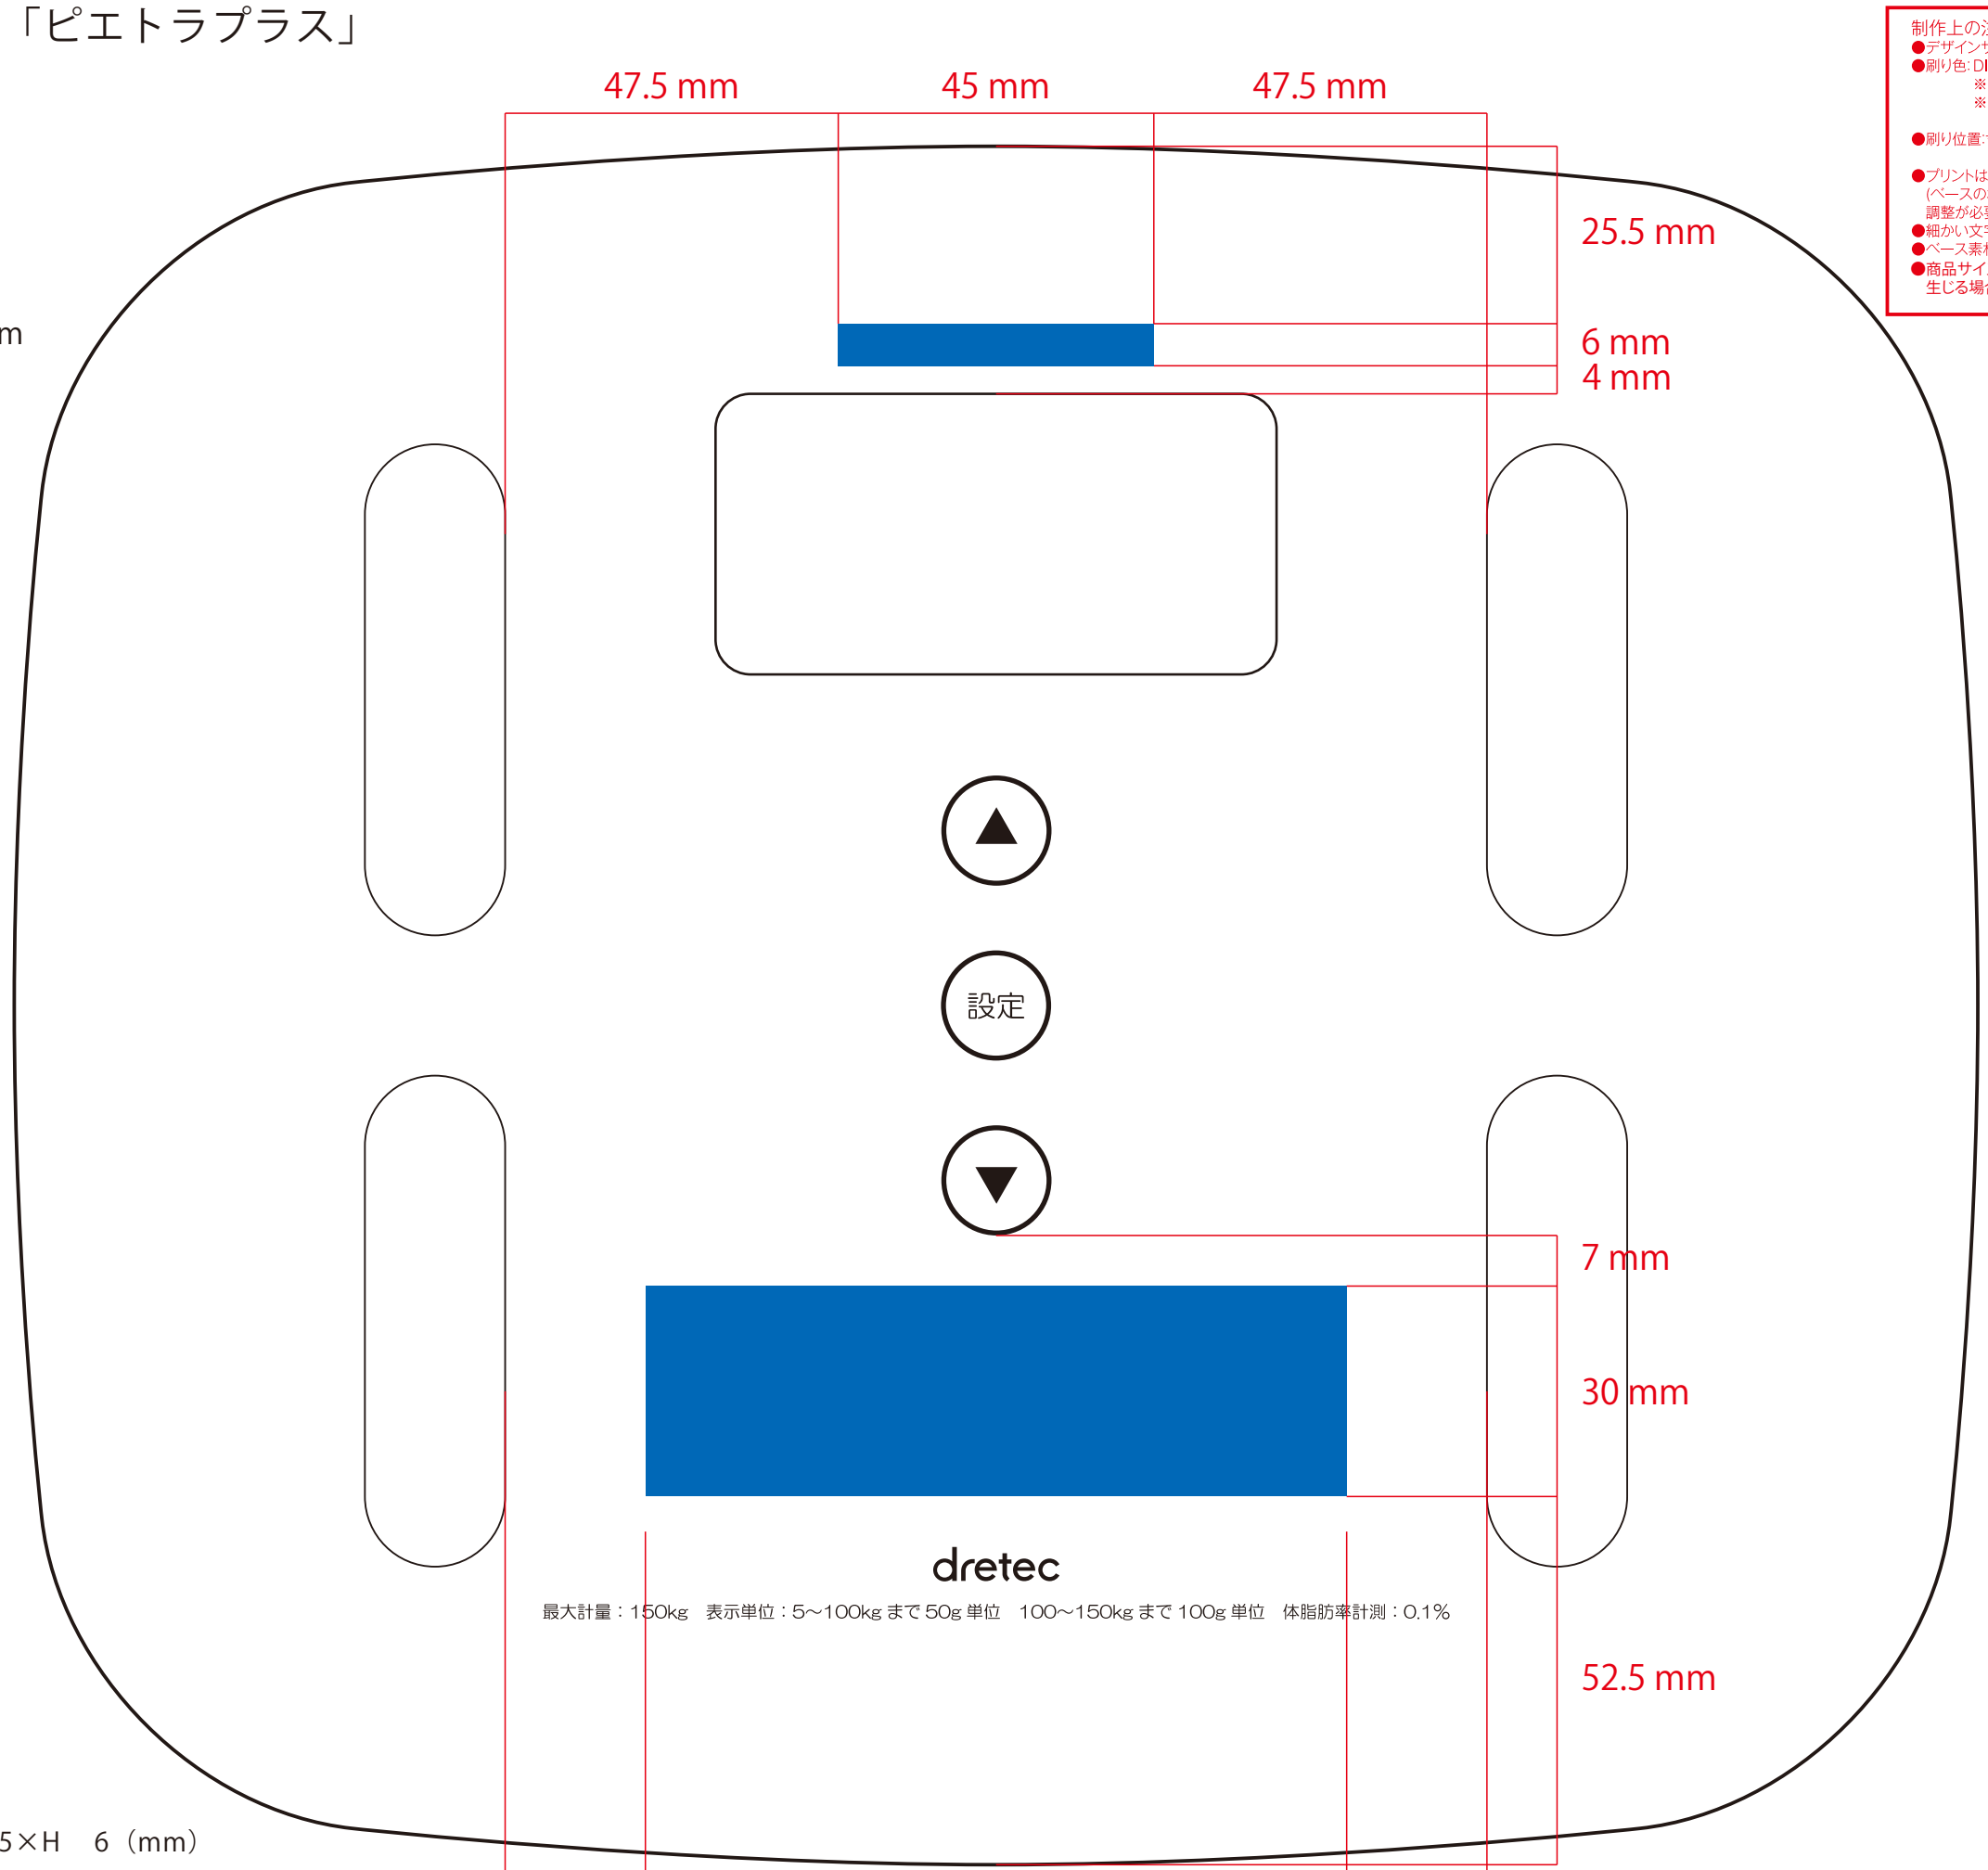 「ピエトラプラス」
制作上の
●デザイン
●刷り色：DI
※
※
●刷り位置：
●プリントは
(ベースの
調整が必
●細かい文字
●ベース素材
●商品サイ
生じる場合
47.5 mm
45 mm
47.5 mm
25.5 mm
6 mm
4 mm
m
設定
7 mm
30 mm
dretec
最大計量：150kg　表示単位：5～100kg まで 50g 単位　100～150kg まで 100g 単位　体脂肪率計測：0.1%
52.5 mm
5×H　6（mm）